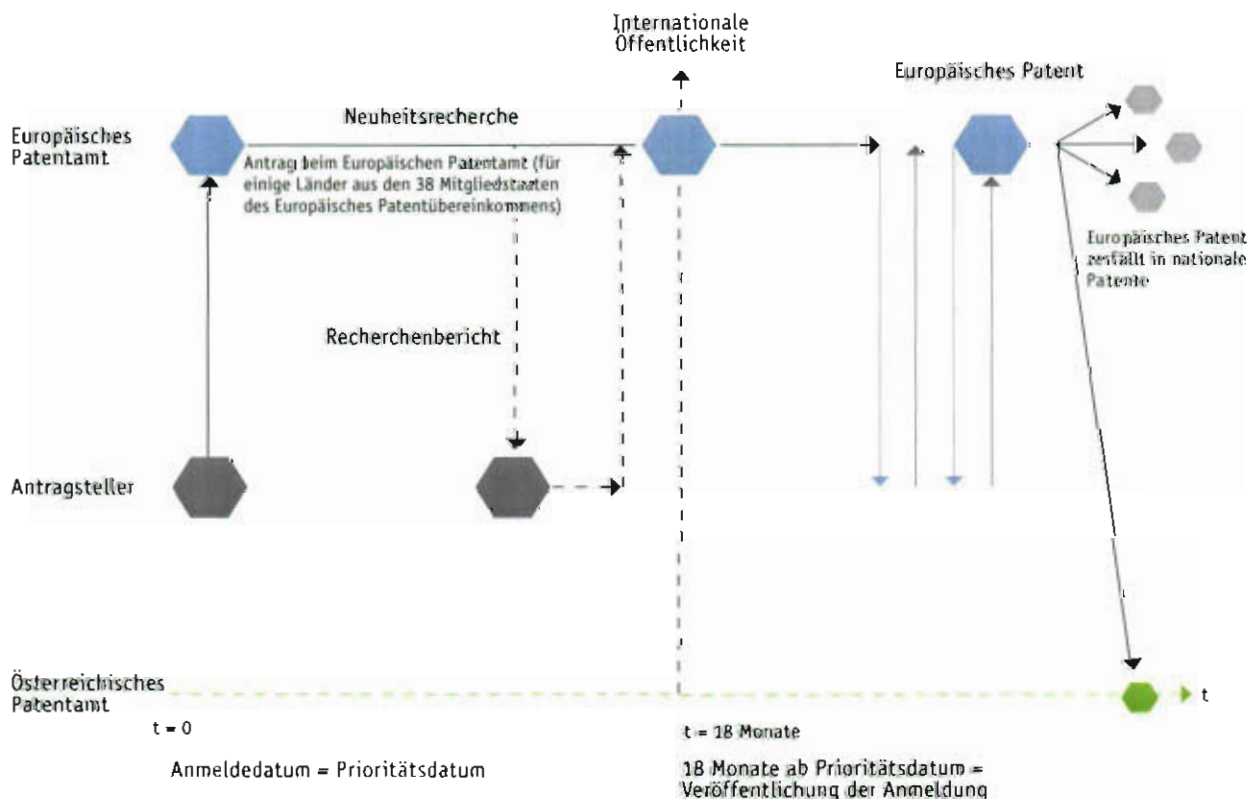 Internationale
Öffentlichkeit
Europäisches Patent
Neuheitsrecherche
Europäisches
Patentamt
Antrag beim Europäischen Patentamt (für
einige Länder aus den 38 Mitgliedstaaten
des Europäisches Patentübereinkommens)
Europäisches Patent
zerfällt in nationale
Patente
Recherchenbericht
Antragsteller
Österreichisches
Patentamt
t
t = 0
t = 18 Monate
Anmeldedatum = Prioritätsdatum
18 Monate ab Prioritätsdatum =
Veröffentlichung der Anmeldung